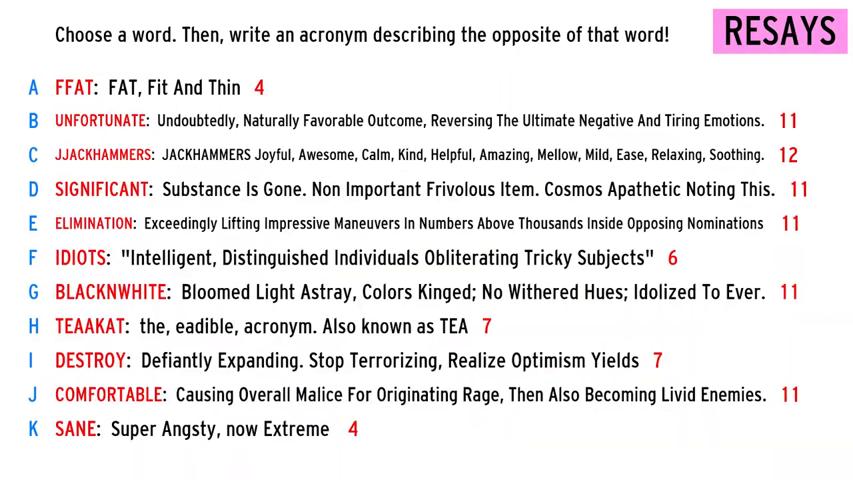 Choose a word. Then, write an acronym describing the opposite of that word!
RESAYS
A FFAT: FAT, Fit And Thin 4
B UNFORTUNATE: Undoubtedly, Naturally Favorable Outcome, Reversing The Ultimate Negative And Tiring Emotions. 11
C JJACKHAMMERS: JACKHAMMERS Joyful, Awesome, Calm, Kind, Helpful, Amazing, Mellow, Mild, Ease, Relaxing, Soothing. 12
D SIGNIFICANT: Substance Is Gone. Non Important Frivolous Item. Cosmos Apathetic Noting This. 11
E ELIMINATION: Exceedingly Lifting Impressive Maneuvers In Numbers Above Thousands Inside Opposing Nominations 11
F IDIOTS: "Intelligent, Distinguished Individuals Obliterating Tricky Subjects" 6
G BLACKNWHITE: Bloomed Light Astray, Colors Kinged; No Withered Hues; Idolized To Ever. 11
H TEAAKAT: the, eadible, acronym. Also known as TEA 7
I DESTROY: Defiantly Expanding. Stop Terrorizing, Realize Optimism Yields 7
J COMFORTABLE: Causing Overall Malice For Originating Rage, Then Also Becoming Livid Enemies. 11
K SANE: Super Angsty, now Extreme 4